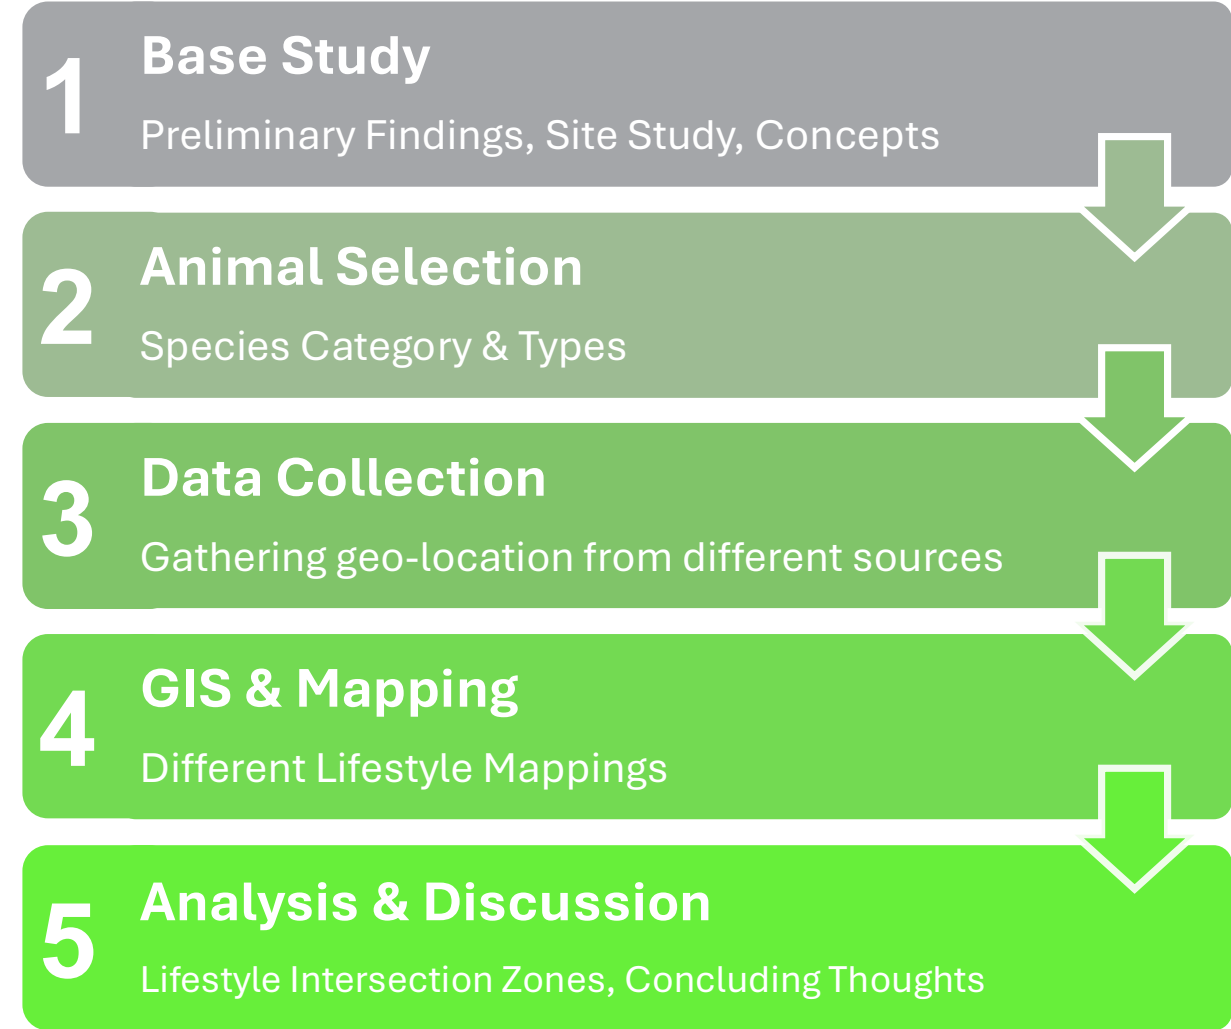 1
Base Study
Preliminary Findings, Site Study, Concepts
2
Animal Selection
Species Category & Types
3
Data Collection
Gathering geo-location from different sources
4
GIS & Mapping
Different Lifestyle Mappings
5
Analysis & Discussion
Lifestyle Intersection Zones, Concluding Thoughts